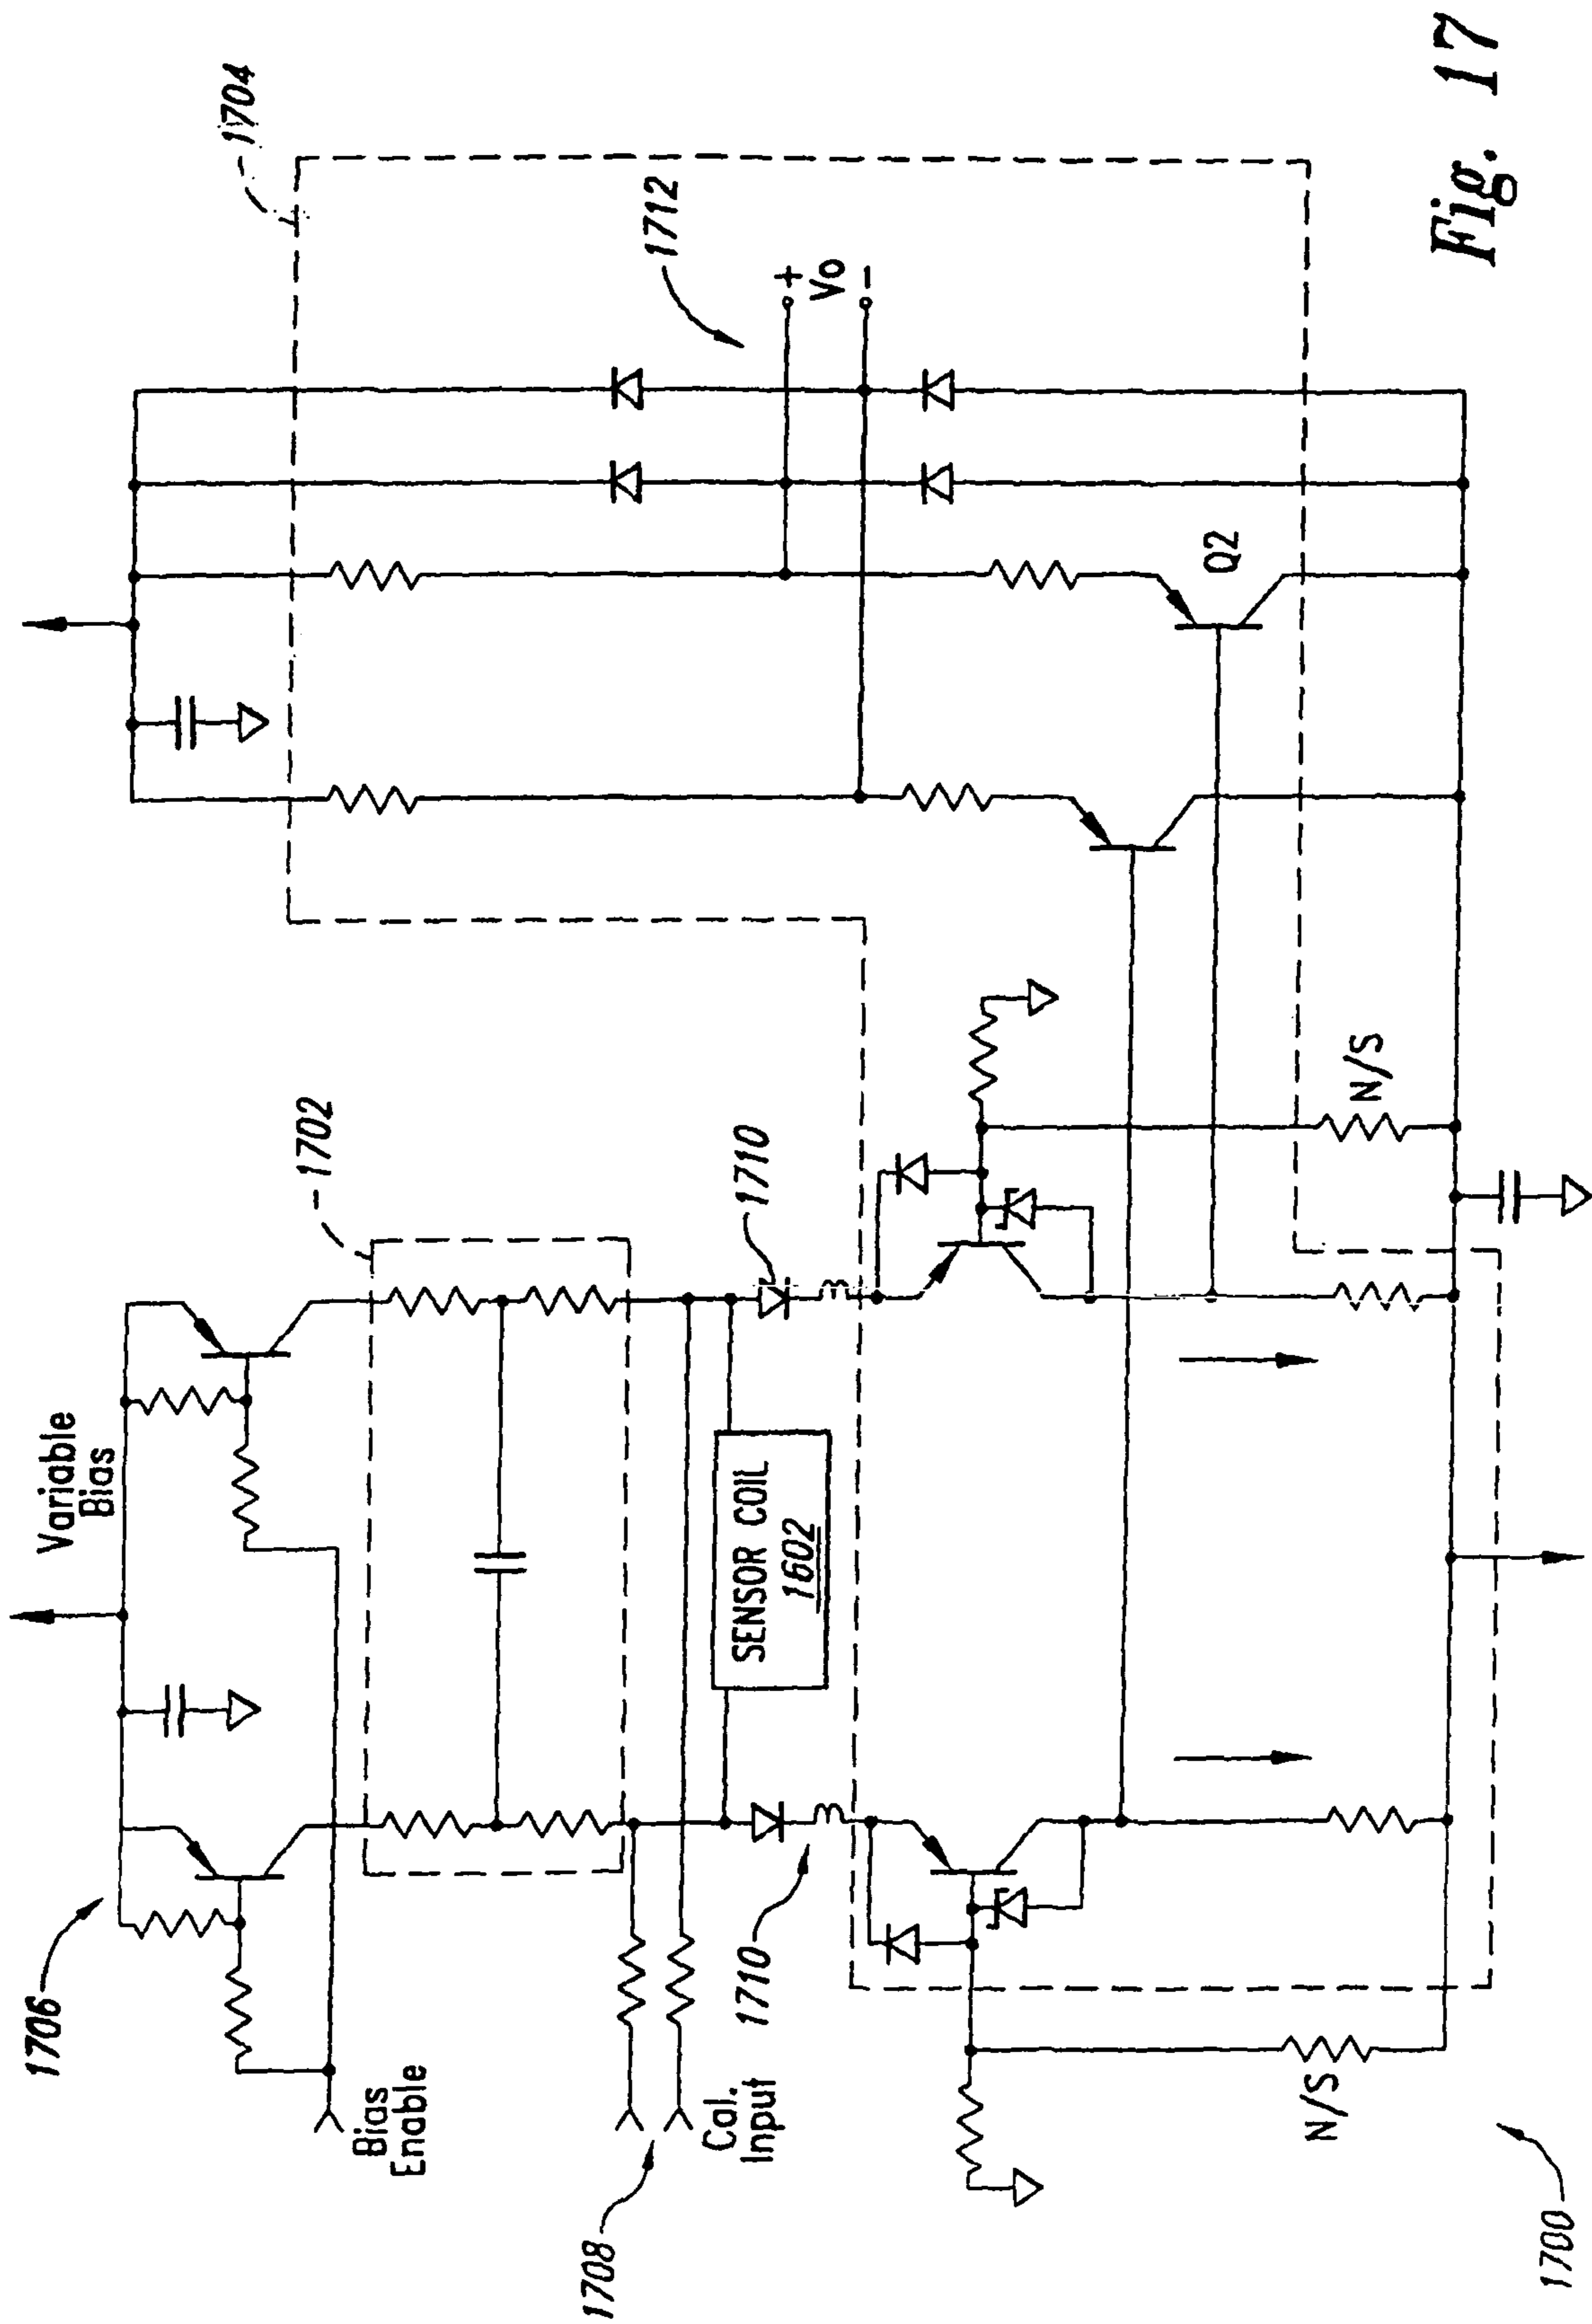 1706
Variable
Bias
1704
1702
1712
+
Vo
-
Bias
Enable
1708
Cal.
Input
1710
SENSOR COIL
1602
1710
Q2
N/S
N/S
1700
Fig. 17